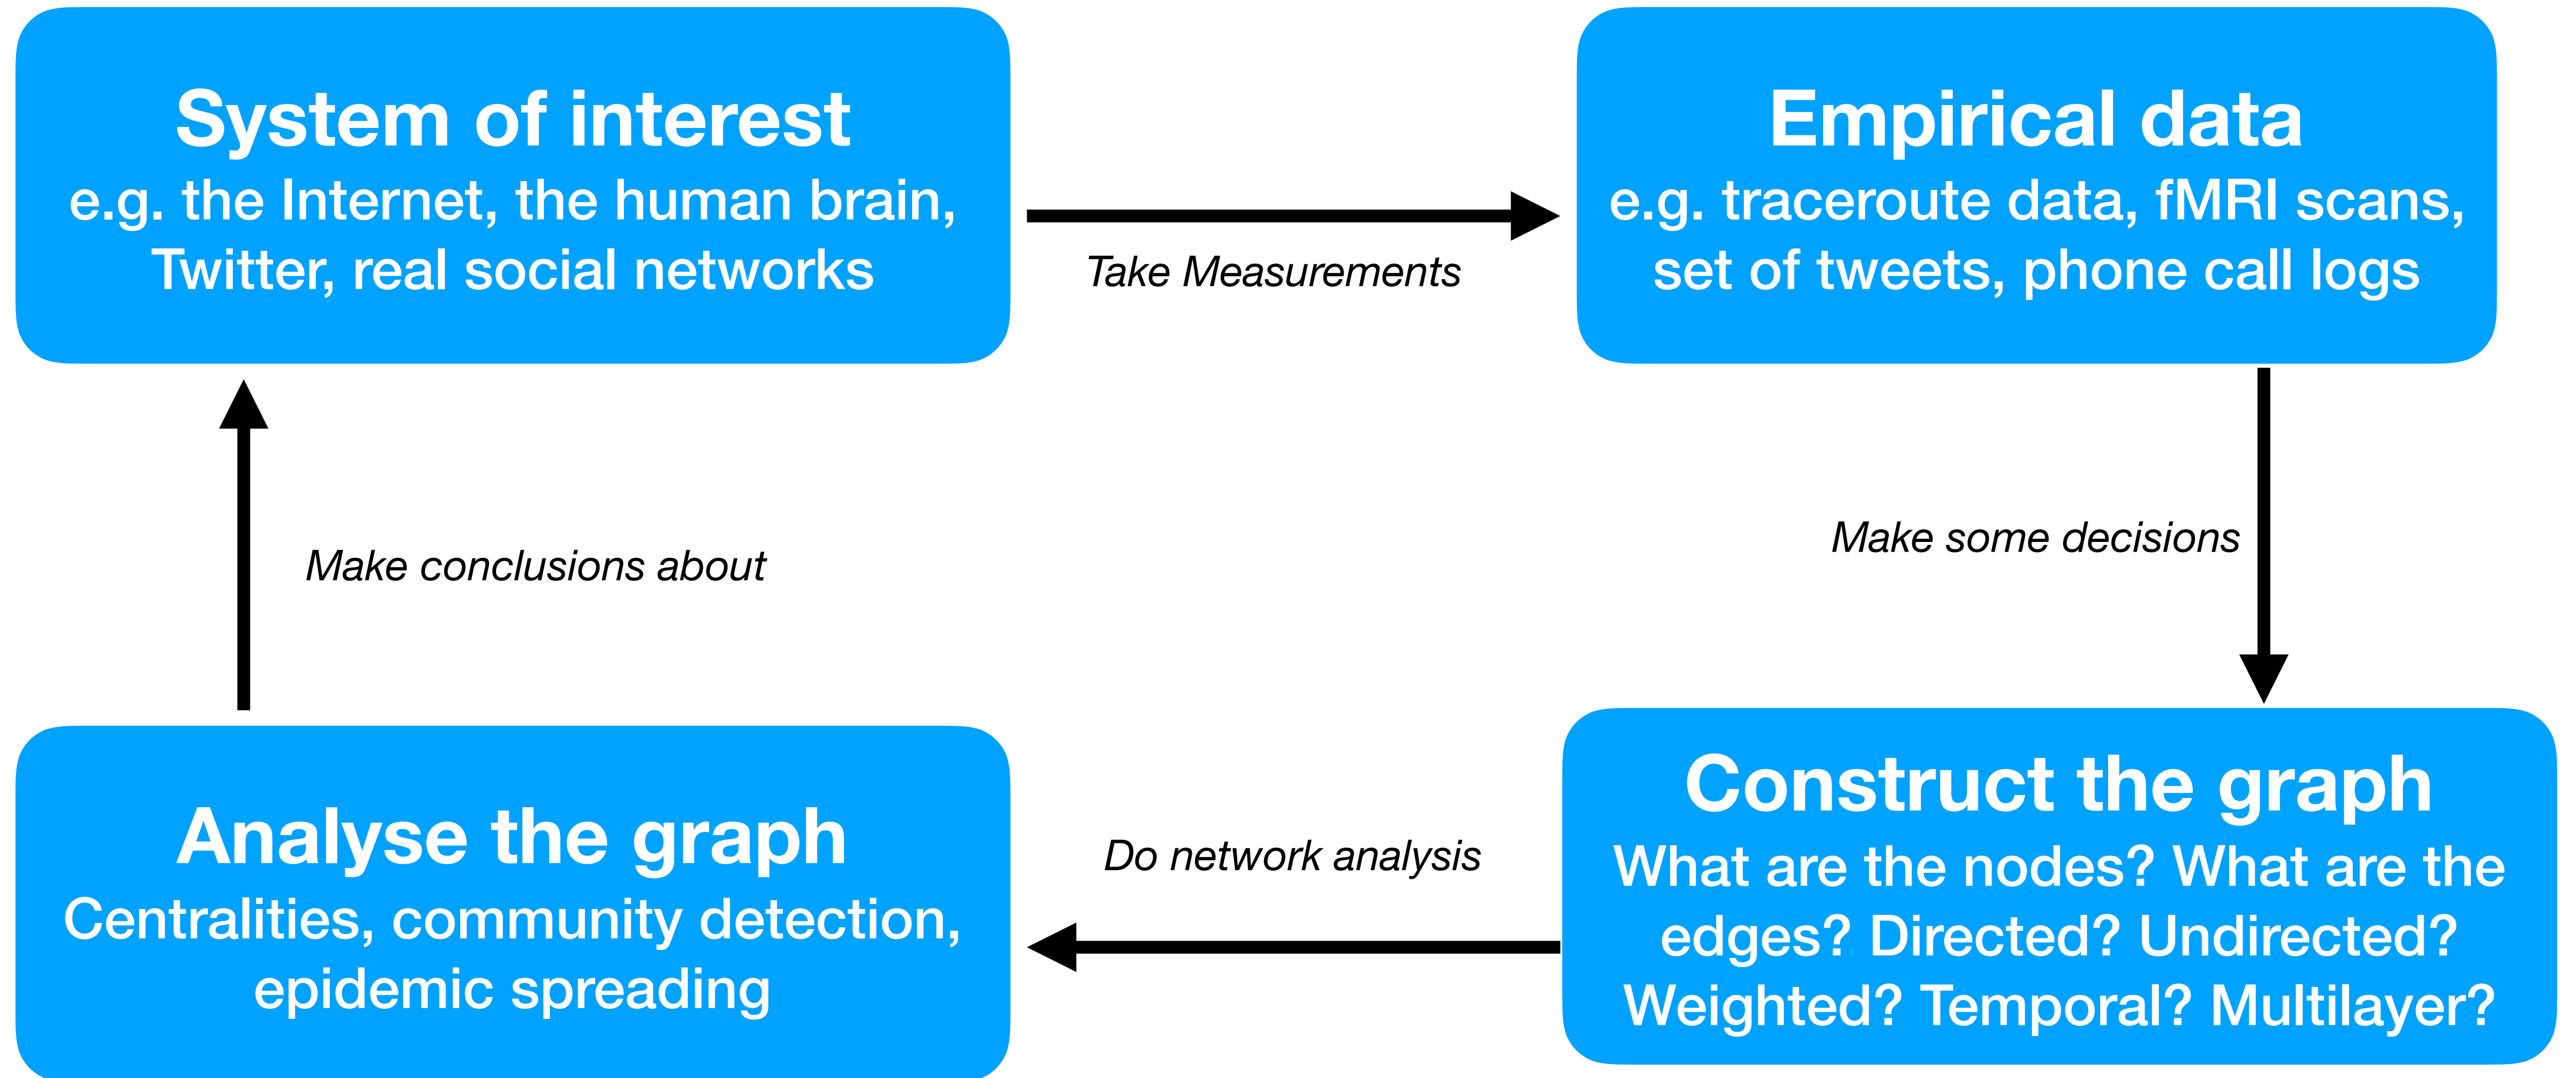 System of interest
e.g. the Internet, the human brain,
Twitter, real social networks
Take Measurements
Empirical data
e.g. traceroute data, fMRI scans,
set of tweets, phone call logs
Make some decisions
Construct the graph
What are the nodes? What are the
edges? Directed? Undirected?
Weighted? Temporal? Multilayer?
Do network analysis
Analyse the graph
Centralities, community detection,
epidemic spreading
Make conclusions about